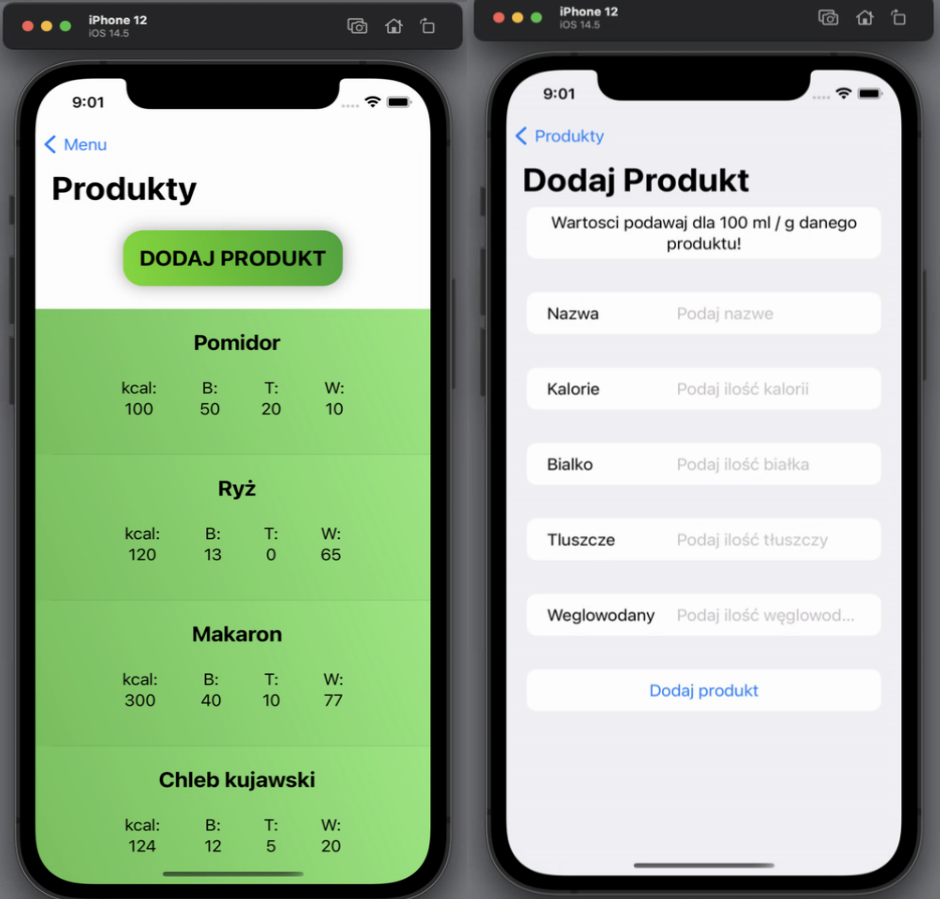 iPhone 12
iOS 14.5
9:01
Menu
Produkty
DODAJ PRODUKT
Pomidor
kcal: B: T: W:
100 50 20 10
Ryż
kcal: B: T: W:
120 13 0 65
Makaron
kcal: B: T: W:
300 40 10 77
Chleb kujawski
kcal: B: T: W:
124 12 5 20
iPhone 12
iOS 14.5
9:01
Produkty
Dodaj Produkt
Wartosci podawaj dla 100 ml / g danego
produktu!
Nazwa Podaj nazwe
Kalorie Podaj ilość kalorii
Bialko Podaj ilość białka
Tluszcze Podaj ilość tłuszczy
Weglowodany Podaj ilość węglowod...
Dodaj produkt